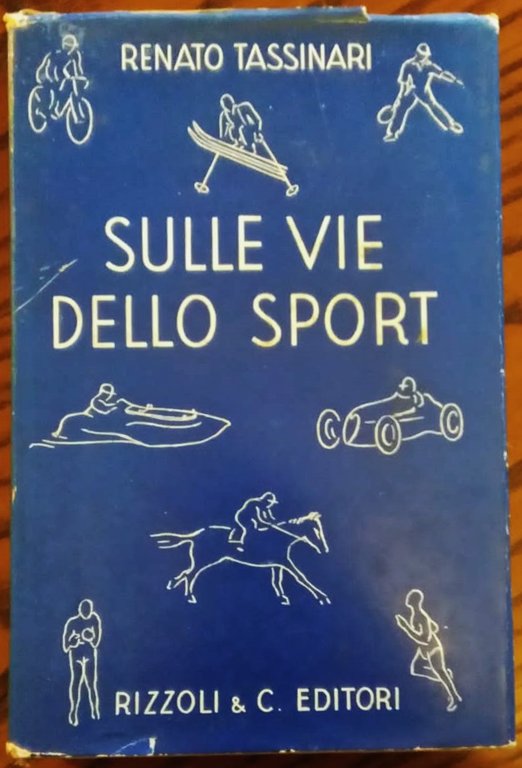 RENATO TASSINARI
SULLE VIE
DELLO SPORT
RIZZOLI & C. EDITORI